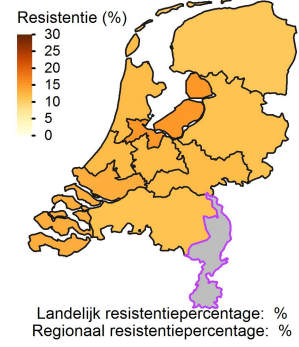 Resistentie (%)
30
25
20
15
10
5
0
Landelijk resistentiepercentage: %
Regionaal resistentiepercentage: %